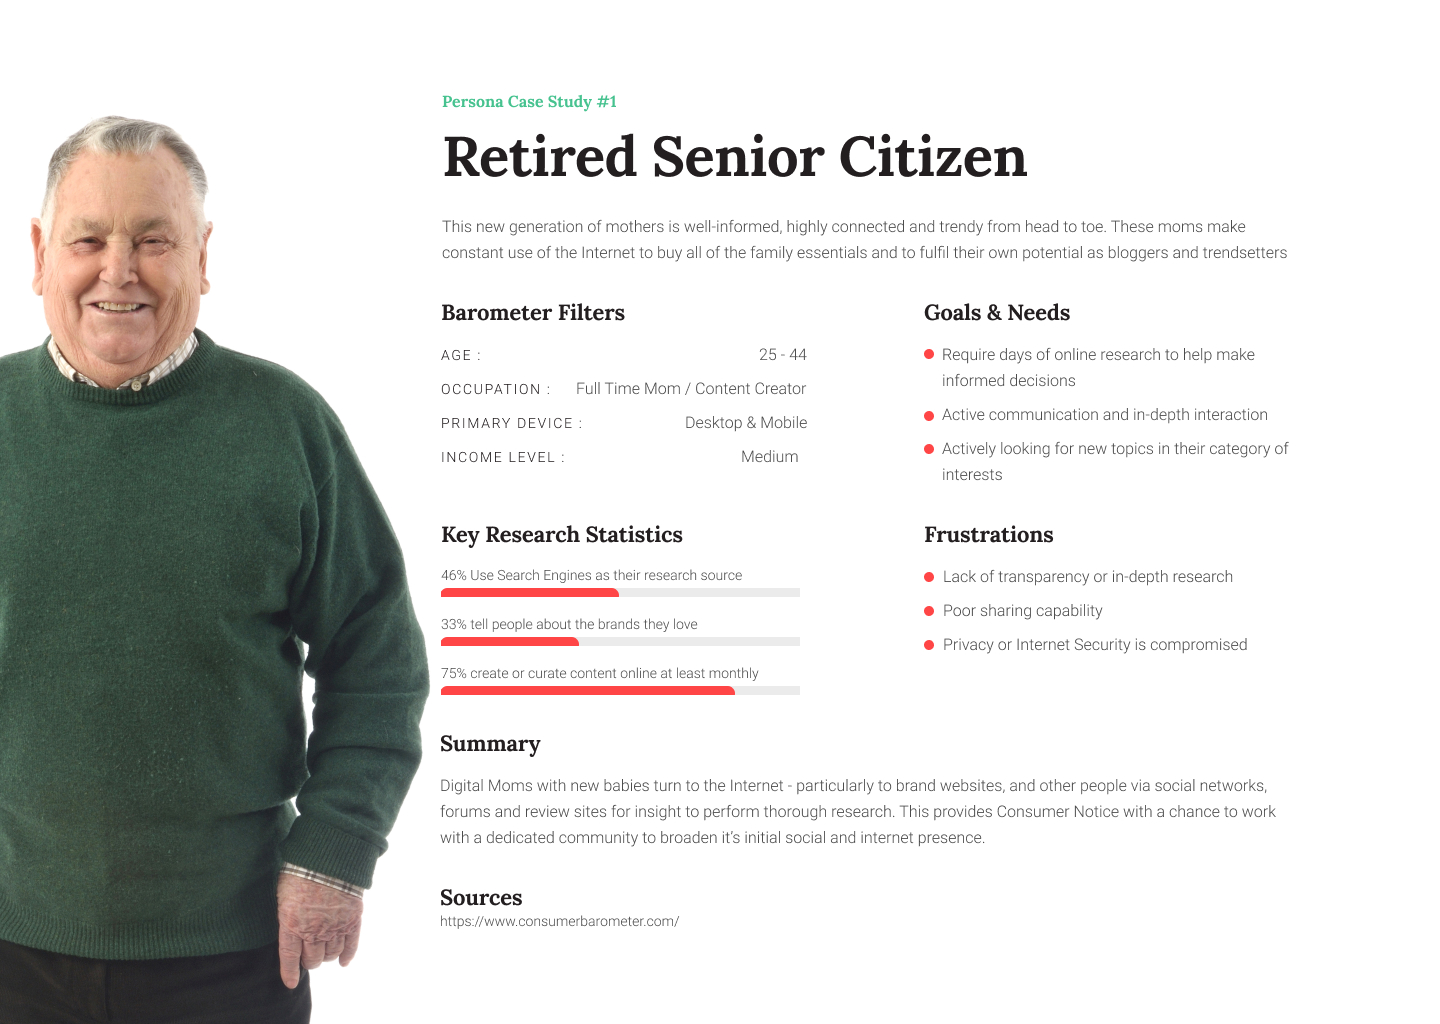 Persona Case Study #1
Retired Senior Citizen
This new generation of mothers is well-informed, highly connected and trendy from head to toe. These moms make
constant use of the Internet to buy all of the family essentials and to fulfil their own potential as bloggers and trendsetters
Barometer Filters
AGE : 25 - 44
OCCUPATION : Full Time Mom / Content Creator
PRIMARY DEVICE : Desktop & Mobile
INCOME LEVEL : Medium
Goals & Needs
Require days of online research to help make
informed decisions
Active communication and in-depth interaction
Actively looking for new topics in their category of
interests
Key Research Statistics
46% Use Search Engines as their research source
33% tell people about the brands they love
75% create or curate content online at least monthly
Frustrations
Lack of transparency or in-depth research
Poor sharing capability
Privacy or Internet Security is compromised
Summary
Digital Moms with new babies turn to the Internet - particularly to brand websites, and other people via social networks,
forums and review sites for insight to perform thorough research. This provides Consumer Notice with a chance to work
with a dedicated community to broaden it’s initial social and internet presence.
Sources
https://www.consumerbarometer.com/